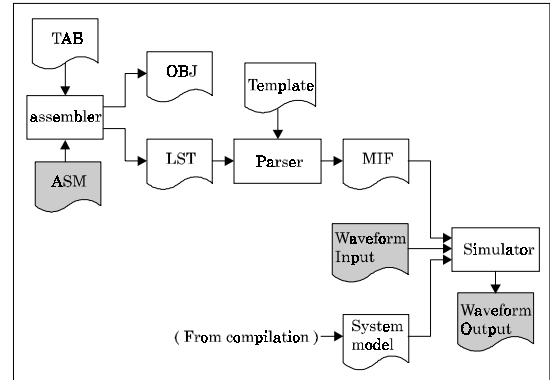 TAB
OBJ
Template
assembler
ASM
LST
Parser
MIF
Waveform
Input
Simulator
( From compilation )
System
model
Waveform
Output